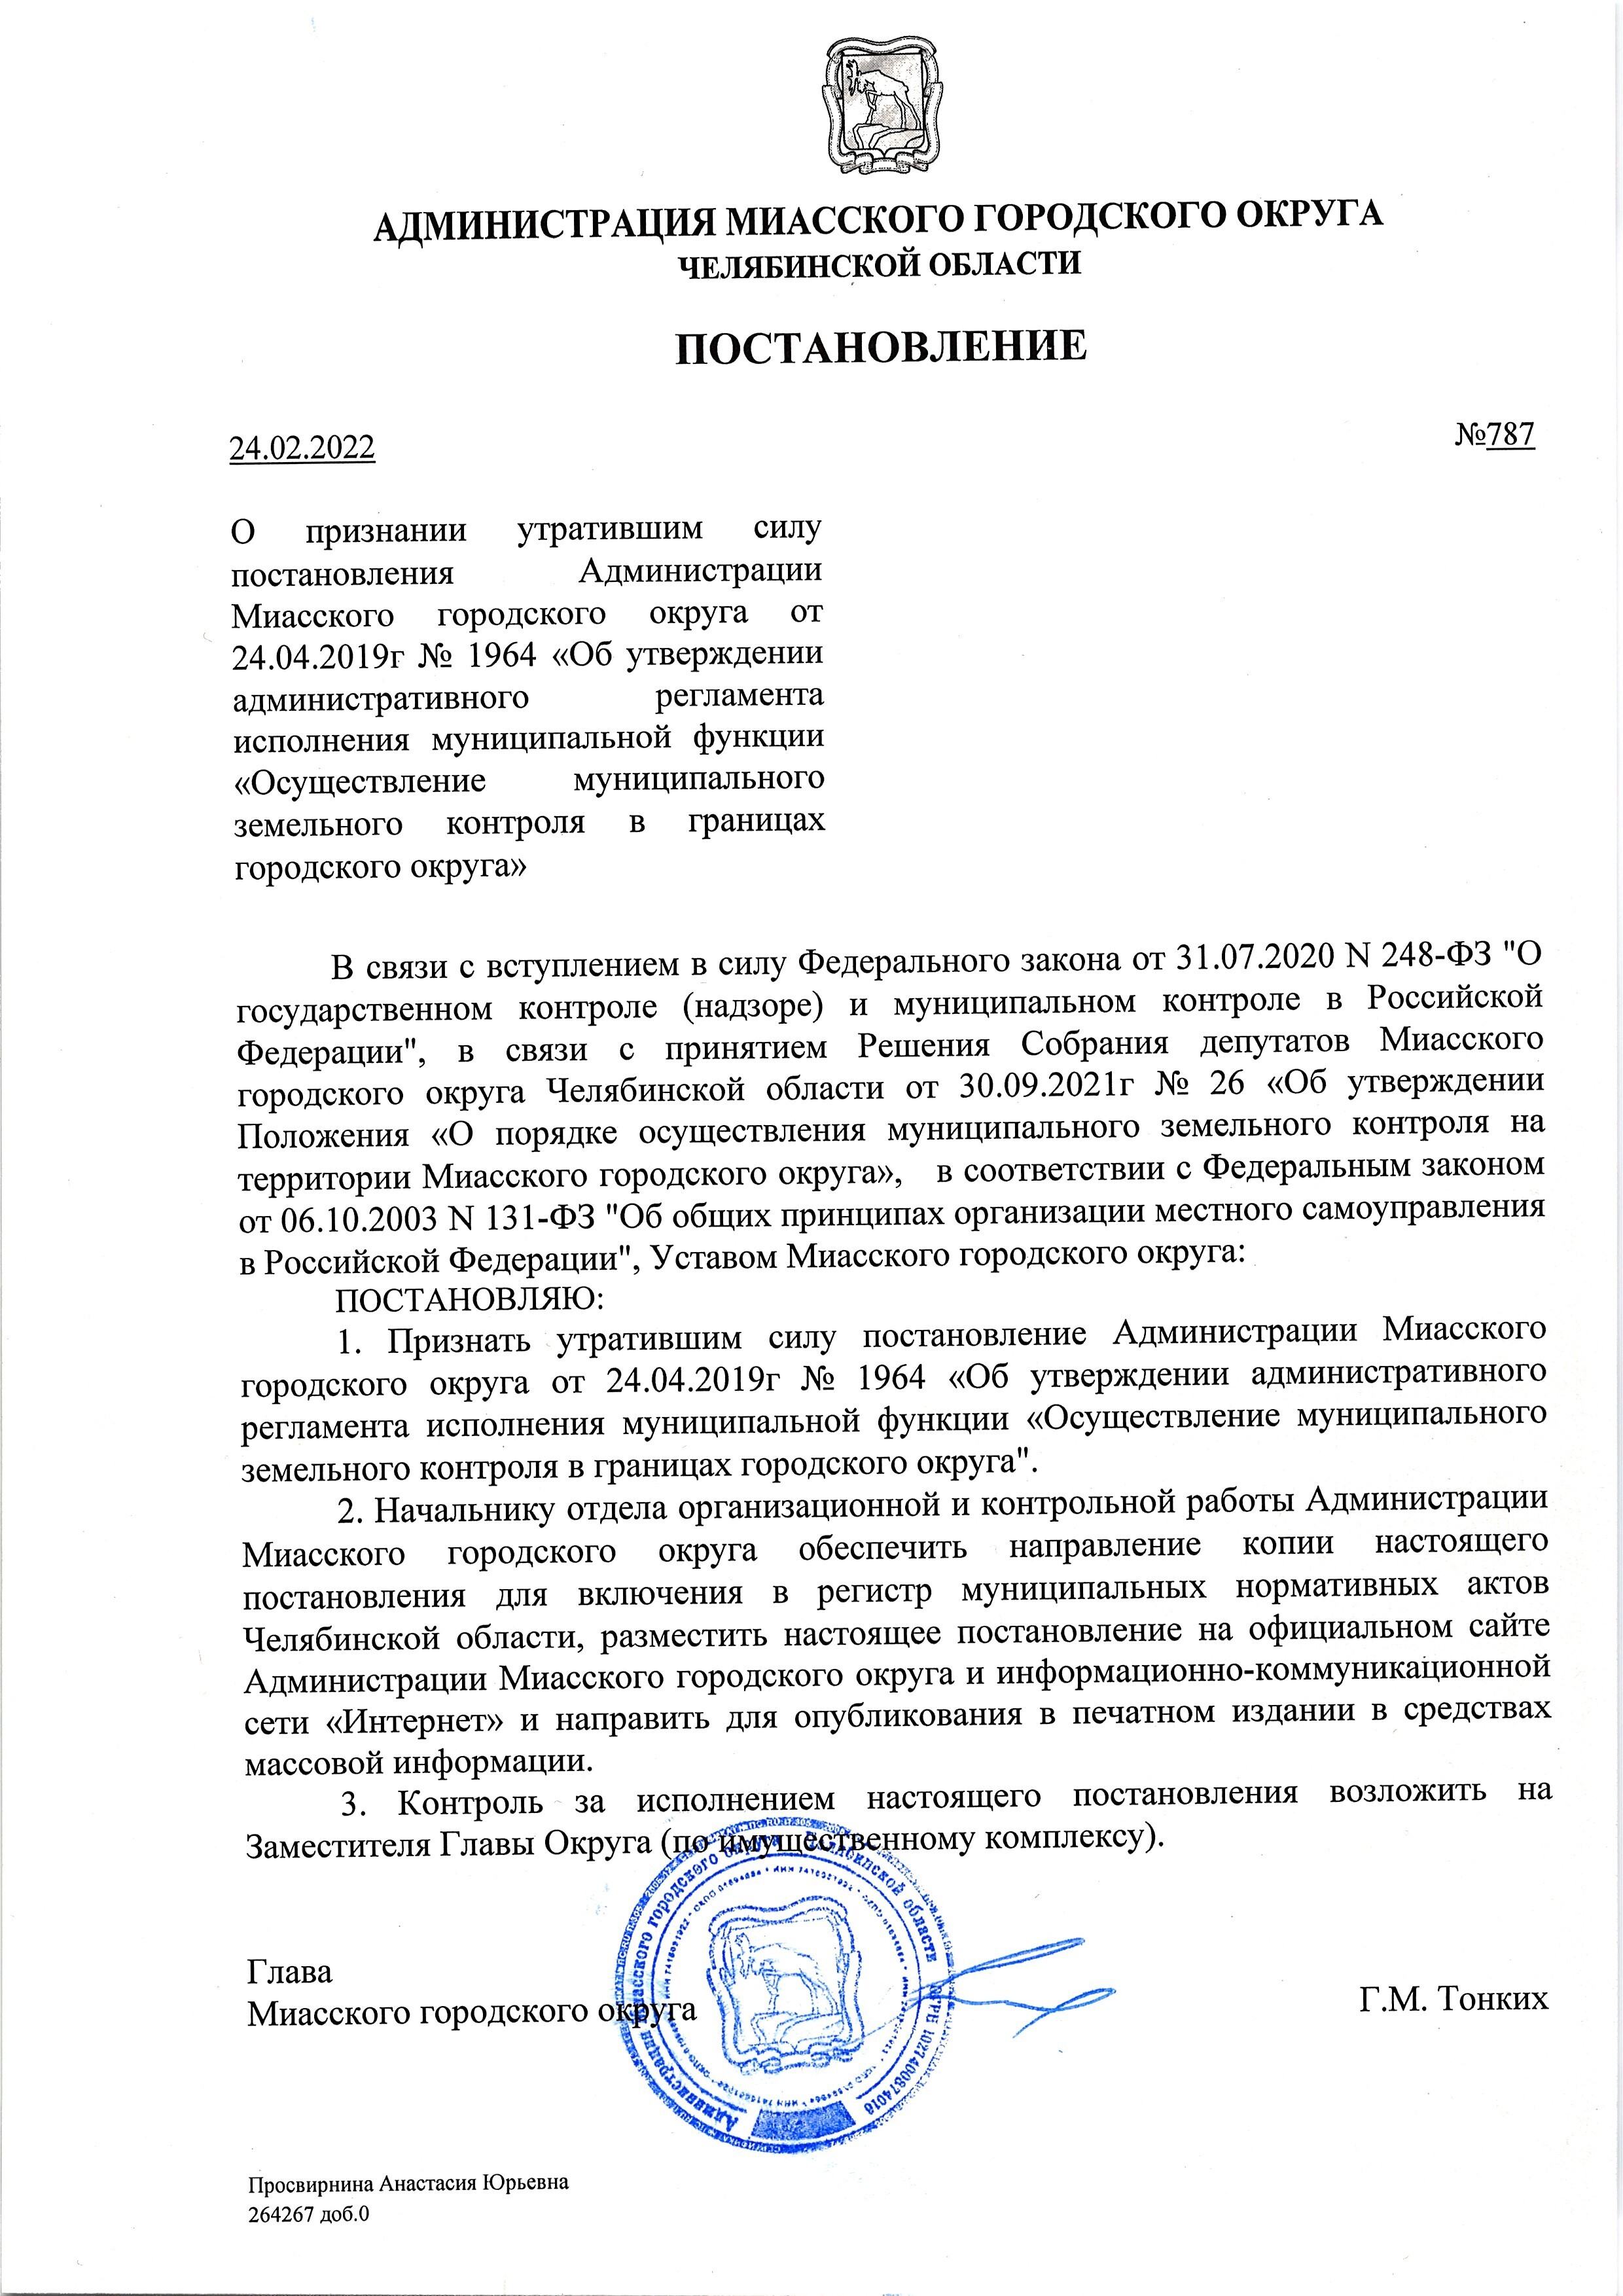 АДМИНИСТРАЦИЯ МИАССКОГО ГОРОДСКОГО ОКРУГА
ЧЕЛЯБИНСКОЙ ОБЛАСТИ
ПОСТАНОВЛЕНИЕ
24.02.2022 №787
О признании утратившим силу
постановления Администрации
Миасского городского округа от
24.04.2019г № 1964 «Об утверждении
административного регламента
исполнения муниципальной функции
«Осуществление муниципального
земельного контроля в границах
городского округа»
В связи с вступлением в силу Федерального закона от 31.07.2020 N 248-ФЗ "О
государственном контроле (надзоре) и муниципальном контроле в Российской
Федерации", в связи с принятием Решения Собрания депутатов Миасского
городского округа Челябинской области от 30.09.2021г № 26 «Об утверждении
Положения «О порядке осуществления муниципального земельного контроля на
территории Миасского городского округа», в соответствии с Федеральным законом
от 06.10.2003 N 131-ФЗ "Об общих принципах организации местного самоуправления
в Российской Федерации", Уставом Миасского городского округа:
ПОСТАНОВЛЯЮ:
1. Признать утратившим силу постановление Администрации Миасского
городского округа от 24.04.2019г № 1964 «Об утверждении административного
регламента исполнения муниципальной функции «Осуществление муниципального
земельного контроля в границах городского округа".
2. Начальнику отдела организационной и контрольной работы Администрации
Миасского городского округа обеспечить направление копии настоящего
постановления для включения в регистр муниципальных нормативных актов
Челябинской области, разместить настоящее постановление на официальном сайте
Администрации Миасского городского округа и информационно-коммуникационной
сети «Интернет» и направить для опубликования в печатном издании в средствах
массовой информации.
3. Контроль за исполнением настоящего постановления возложить на
Заместителя Главы Округа (по имущественному комплексу).
Глава
Миасского городского округа Г.М. Тонких
Администрация Миасского городского округа Челябинской области ОГРН 1027400874016
Просвирнина Анастасия Юрьевна
264267 доб.0